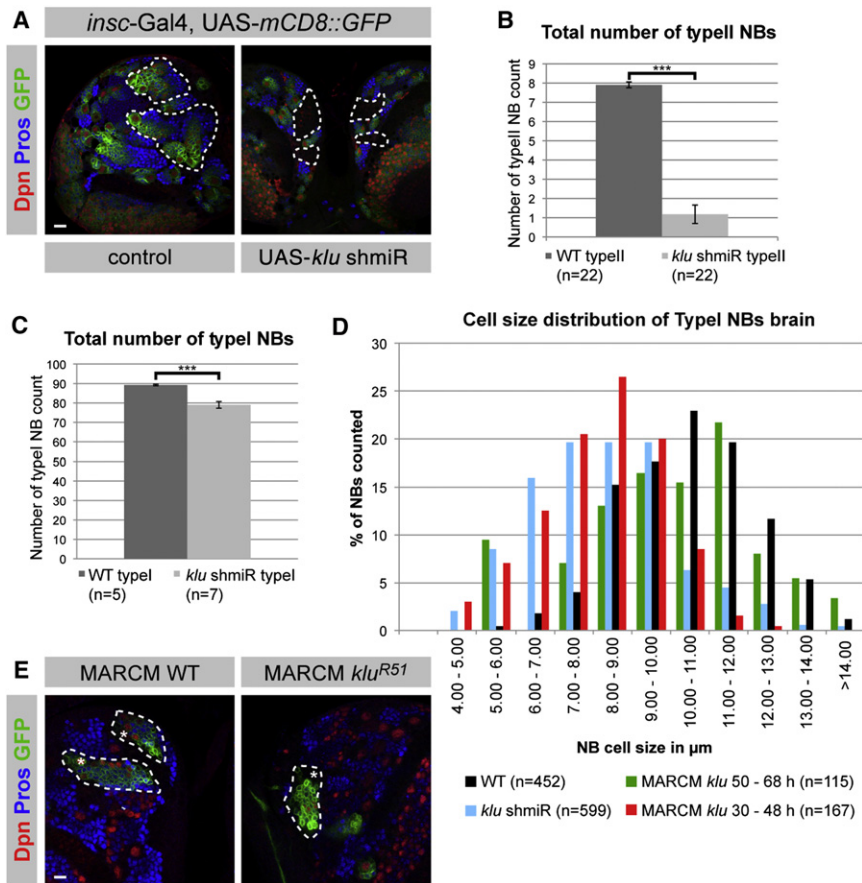 A
insc-Gal4, UAS-mCD8::GFP
Dpn Pros GFP
control
UAS-klu shmiR
B
Total number of typeII NBs
Number of typeII NB count
9
8
7
6
5
4
3
2
1
0
***
WT typeII
(n=22)
klu shmiR typeII
(n=22)
C
Total number of typeI NBs
Number of typeI NB count
100
90
80
70
60
50
40
30
20
10
0
***
WT typeI
(n=5)
klu shmiR typeI
(n=7)
D
Cell size distribution of TypeI NBs brain
% of NBs counted
30
25
20
15
10
5
0
4.00 - 5.00
5.00 - 6.00
6.00 - 7.00
7.00 - 8.00
8.00 - 9.00
9.00 - 10.00
10.00 - 11.00
11.00 - 12.00
12.00 - 13.00
13.00 - 14.00
>14.00
NB cell size in µm
WT (n=452)
MARCM klu 50 - 68 h (n=115)
klu shmiR (n=599)
MARCM klu 30 - 48 h (n=167)
E
MARCM WT
MARCM kluR51
Dpn Pros GFP
*
*
*